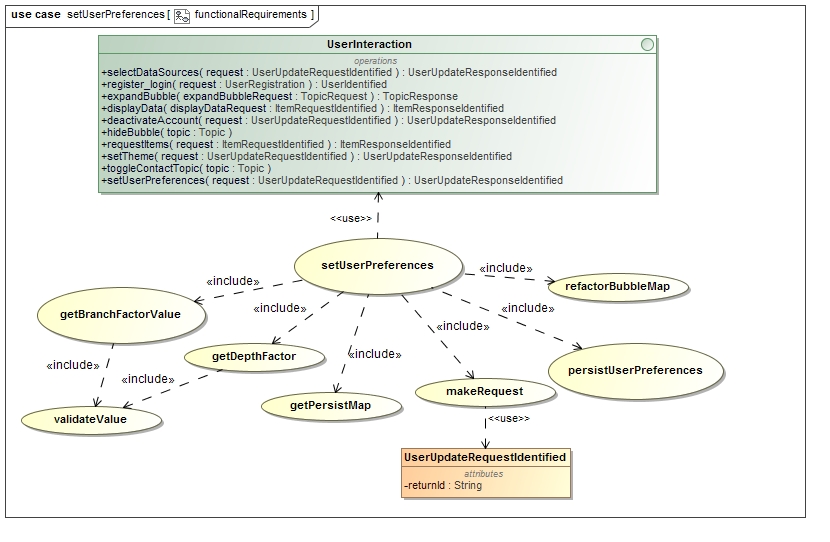 use case setUserPreferences [ functionalRequirements ]
UserInteraction
operations
+selectDataSources( request : UserUpdateRequestIdentified ) : UserUpdateResponseIdentified
+register_login( request : UserRegistration ) : UserIdentified
+expandBubble( expandBubbleRequest : TopicRequest ) : TopicResponse
+displayData( displayDataRequest : ItemRequestIdentified ) : ItemResponseIdentified
+deactivateAccount( request : UserUpdateRequestIdentified ) : UserUpdateResponseIdentified
+hideBubble( topic : Topic )
+requestItems( request : ItemRequestIdentified ) : ItemResponseIdentified
+setTheme( request : UserUpdateRequestIdentified ) : UserUpdateResponseIdentified
+toggleContactTopic( topic : Topic )
+setUserPreferences( request : UserUpdateRequestIdentified ) : UserUpdateResponseIdentified
<<use>>
setUserPreferences
«include»
«include»
refactorBubbleMap
getBranchFactorValue
«include»
«include»
«include»
getDepthFactor
«include»
«include»
«include»
persistUserPreferences
makeRequest
getPersistMap
validateValue
<<use>>
UserUpdateRequestIdentified
attributes
-returnId : String